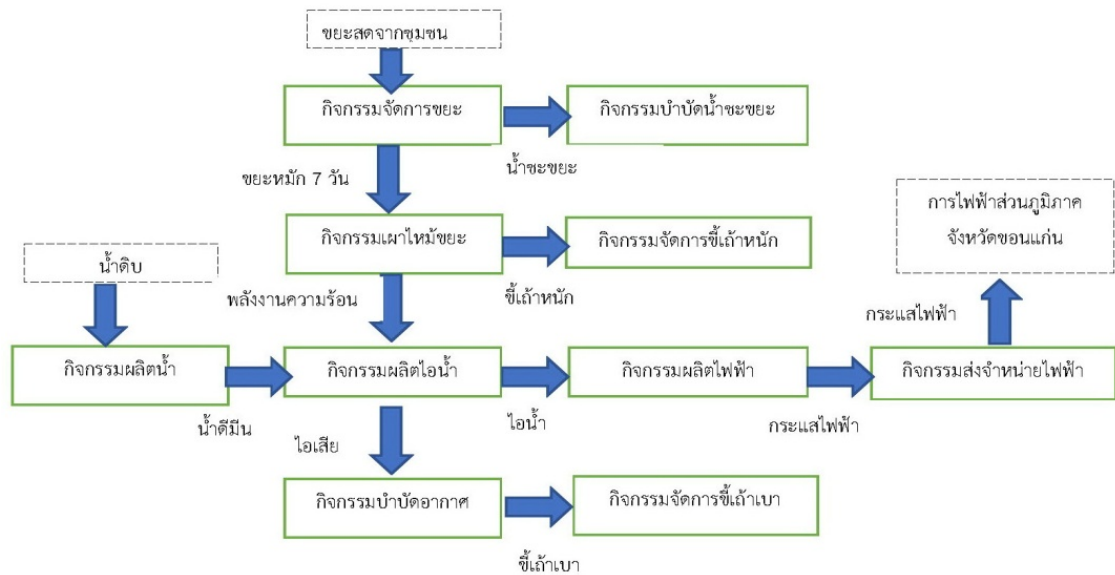 ขยะสดจากชุมชน
กิจกรรมจัดการขยะ
กิจกรรมบำบัดน้ำชะขยะ
น้ำชะขยะ
ขยะหมัก 7 วัน
การไฟฟ้าส่วนภูมิภาค
จังหวัดขอนแก่น
กิจกรรมเผาไหม้ขยะ
กิจกรรมจัดการขี้เถ้าหนัก
น้ำดิบ
พลังงานความร้อน
ขี้เถ้าหนัก
กระแสไฟฟ้า
กิจกรรมผลิตน้ำ
กิจกรรมผลิตไอน้ำ
กิจกรรมผลิตไฟฟ้า
กิจกรรมส่งจำหน่ายไฟฟ้า
น้ำดีมีน
ไอเสีย
ไอน้ำ
กระแสไฟฟ้า
กิจกรรมบำบัดอากาศ
กิจกรรมจัดการขี้เถ้าเบา
ขี้เถ้าเบา